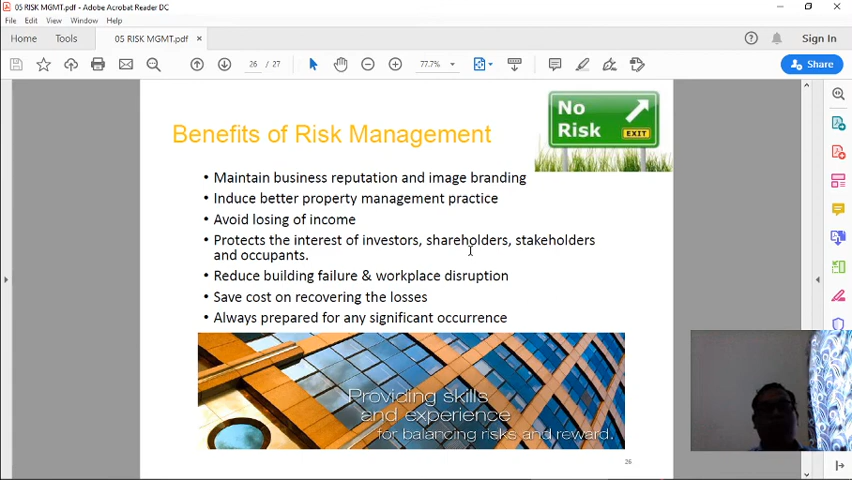 05 RISK MGMT.pdf - Adobe Acrobat Reader DC
File Edit View Window Help
Home Tools 05 RISK MGMT.pdf × Sign In
26 / 27 77.7% Share
No
Risk
EXIT
Benefits of Risk Management
• Maintain business reputation and image branding
• Induce better property management practice
• Avoid losing of income
• Protects the interest of investors, shareholders, stakeholders
and occupants.
• Reduce building failure & workplace disruption
• Save cost on recovering the losses
• Always prepared for any significant occurrence
Providing skills
and experience
for balancing risks and reward.
26